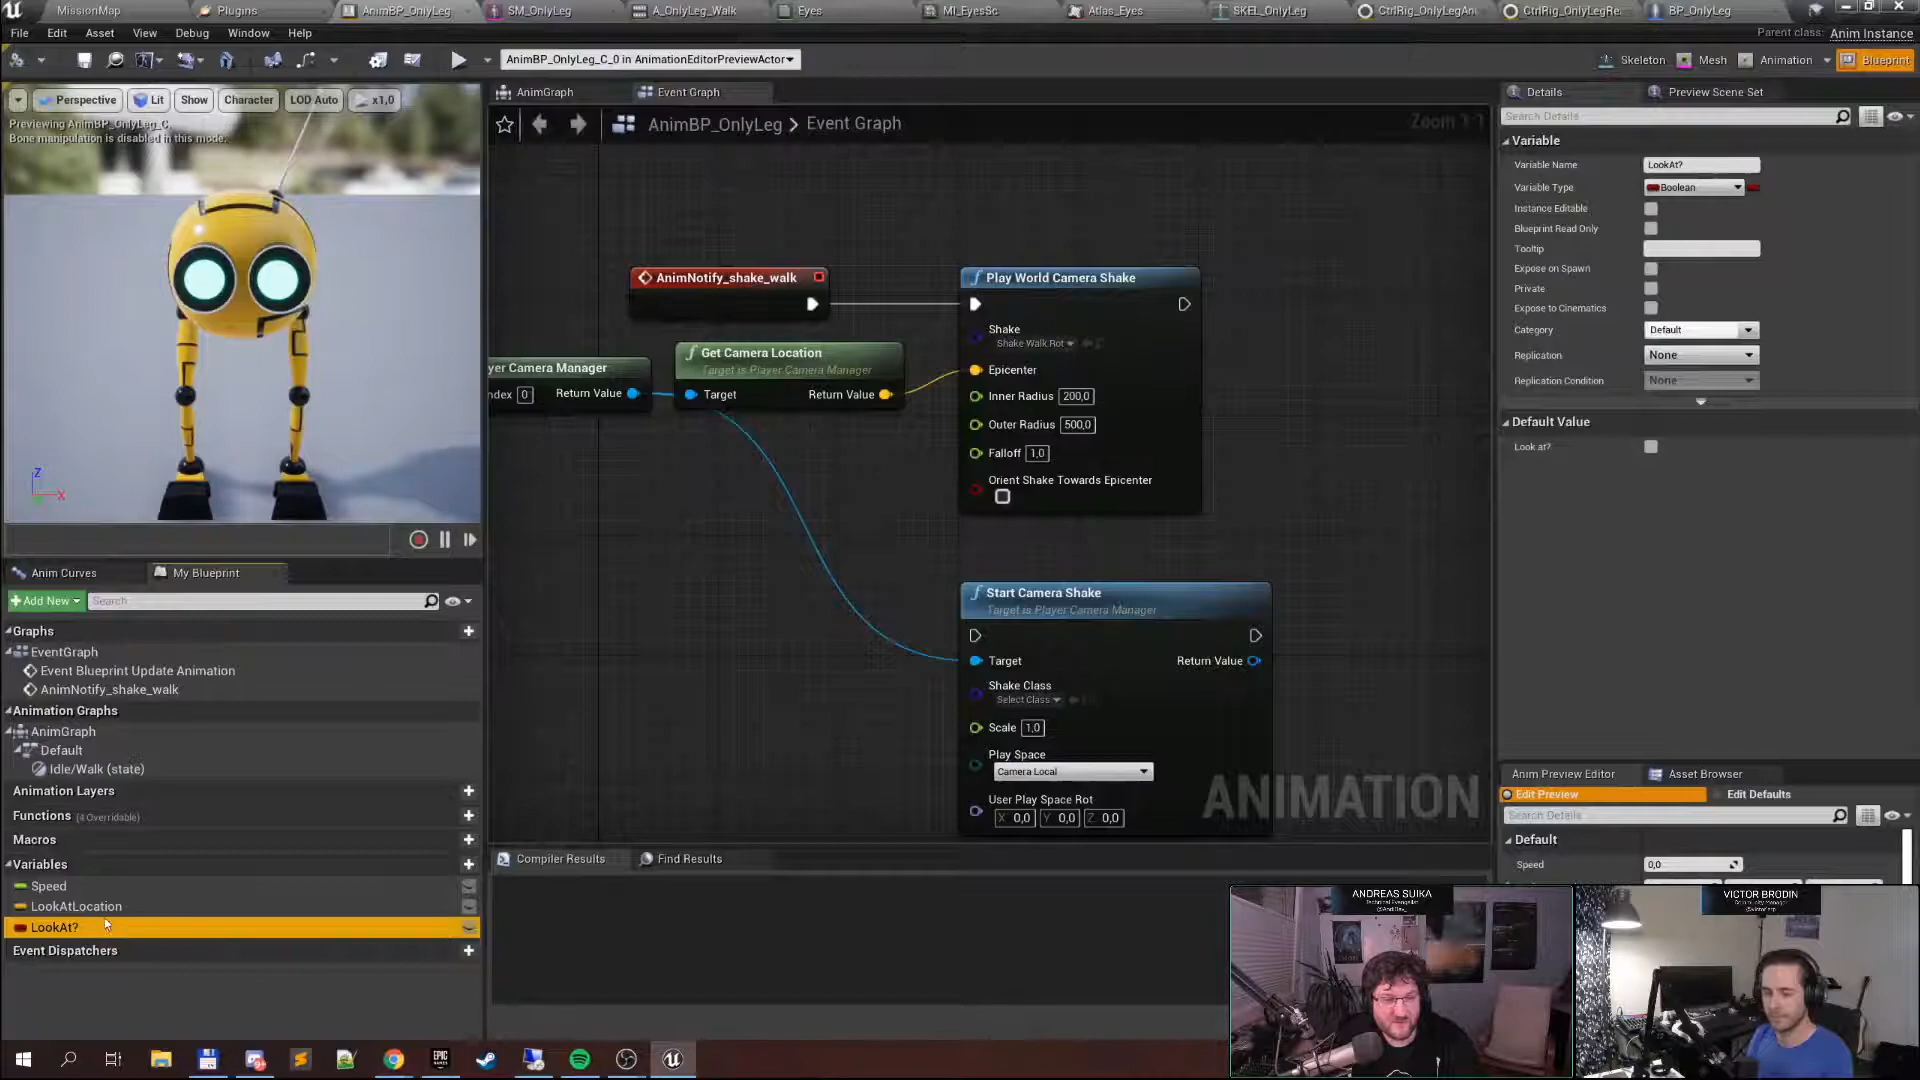 MissionMap
Plugins
AnimBP_OnlyLeg
SM_OnlyLeg
A_OnlyLeg_Walk
Eyes
MI_EyesSc
Atlas_Eyes
SKEL_OnlyLeg
CtrlRig_OnlyLegAni
CtrlRig_OnlyLegRe
BP_OnlyLeg
File
Edit
Asset
View
Debug
Window
Help
Parent class: Anim Instance
AnimBP_OnlyLeg_C_0 in AnimationEditorPreviewActor
Skeleton
Mesh
Animation
Blueprint
Perspective
Lit
Show
Character
LOD Auto
x1,0
Previewing AnimBP_OnlyLeg_C.
Bone manipulation is disabled in this mode.
Z
X
AnimGraph
Event Graph
AnimBP_OnlyLeg > Event Graph
Zoom 1:1
AnimNotify_shake_walk
yer Camera Manager
ndex 0
Return Value
Get Camera Location
Target is Player Camera Manager
Target
Return Value
Play World Camera Shake
Shake
Shake Walk Rot
Epicenter
Inner Radius 200,0
Outer Radius 500,0
Falloff 1,0
Orient Shake Towards Epicenter
Start Camera Shake
Target is Player Camera Manager
Target
Return Value
Shake Class
Select Class
Scale 1,0
Play Space
Camera Local
User Play Space Rot
X 0,0 Y 0,0 Z 0,0
ANIMATION
Compiler Results
Find Results
Anim Curves
My Blueprint
+Add New
Search
Graphs
EventGraph
Event Blueprint Update Animation
AnimNotify_shake_walk
Animation Graphs
AnimGraph
Default
Idle/Walk (state)
Animation Layers
Functions (4 Overridable)
Macros
Variables
Speed
LookAtLocation
LookAt?
Event Dispatchers
Details
Preview Scene Set
Search Details
Variable
Variable Name LookAt?
Variable Type Boolean
Instance Editable
Blueprint Read Only
Tooltip
Expose on Spawn
Private
Expose to Cinematics
Category Default
Replication None
Replication Condition None
Default Value
Look at?
Anim Preview Editor
Asset Browser
Edit Preview
Edit Defaults
Search Details
Default
Speed 0,0
ANDREAS SUIKA
Technical Evangelist
VICTOR BRODIN
Community Manager
EPIC
GAMES